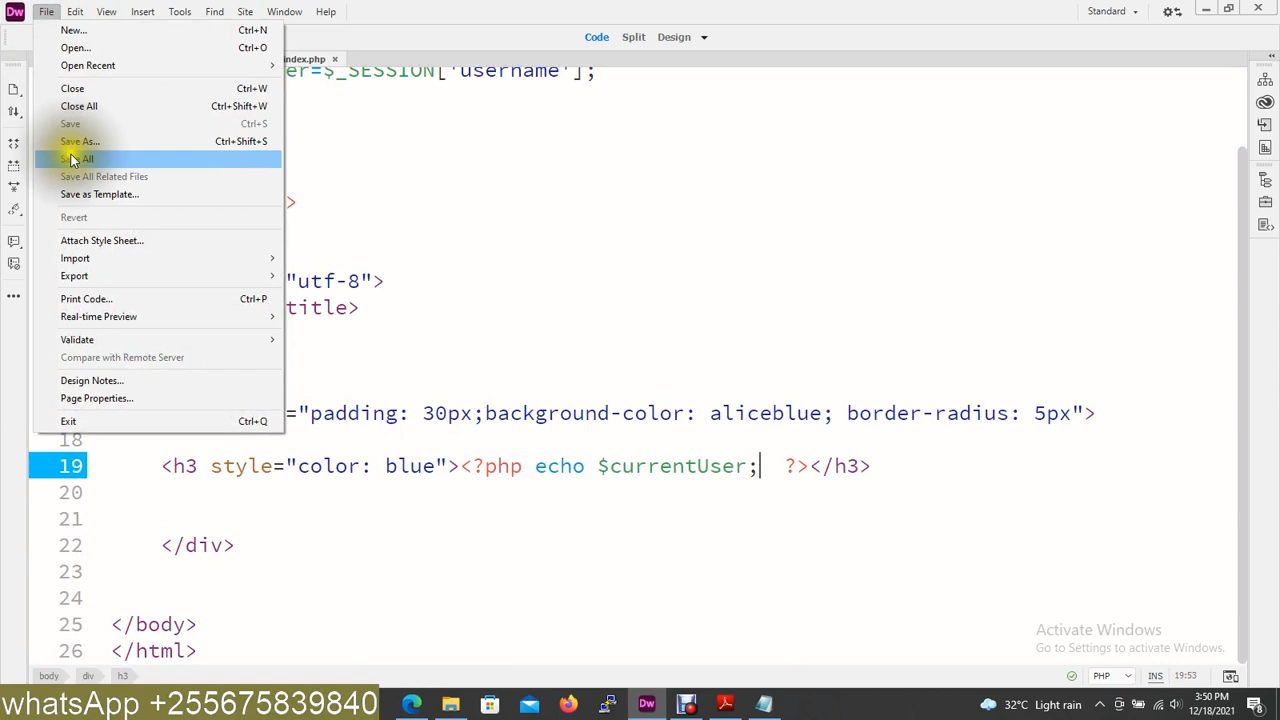 Dw File Edit View Insert Tools Find Site Window Help Standard
Code Split Design
index.php ×
New... Ctrl+N
Open... Ctrl+O
Open Recent
Close Ctrl+W
Close All Ctrl+Shift+W
Save Ctrl+S
Save As... Ctrl+Shift+S
Save All
Save All Related Files
Save as Template...
Revert
Attach Style Sheet...
Import
Export
Print Code... Ctrl+P
Real-time Preview
Validate
Compare with Remote Server
Design Notes...
Page Properties...
Exit Ctrl+Q
er=$_SESSION['username'];
>
"utf-8">
title>
="padding: 30px;background-color: aliceblue; border-radius: 5px">
18
19 <h3 style="color: blue"><?php echo $currentUser; ?></h3>
20
21
22 </div>
23
24
25 </body>
26 </html>
Activate Windows
Go to Settings to activate Windows.
body div h3 PHP INS 19:53
whatsApp +255675839840
Dw
32°C Light rain
3:50 PM
12/18/2021